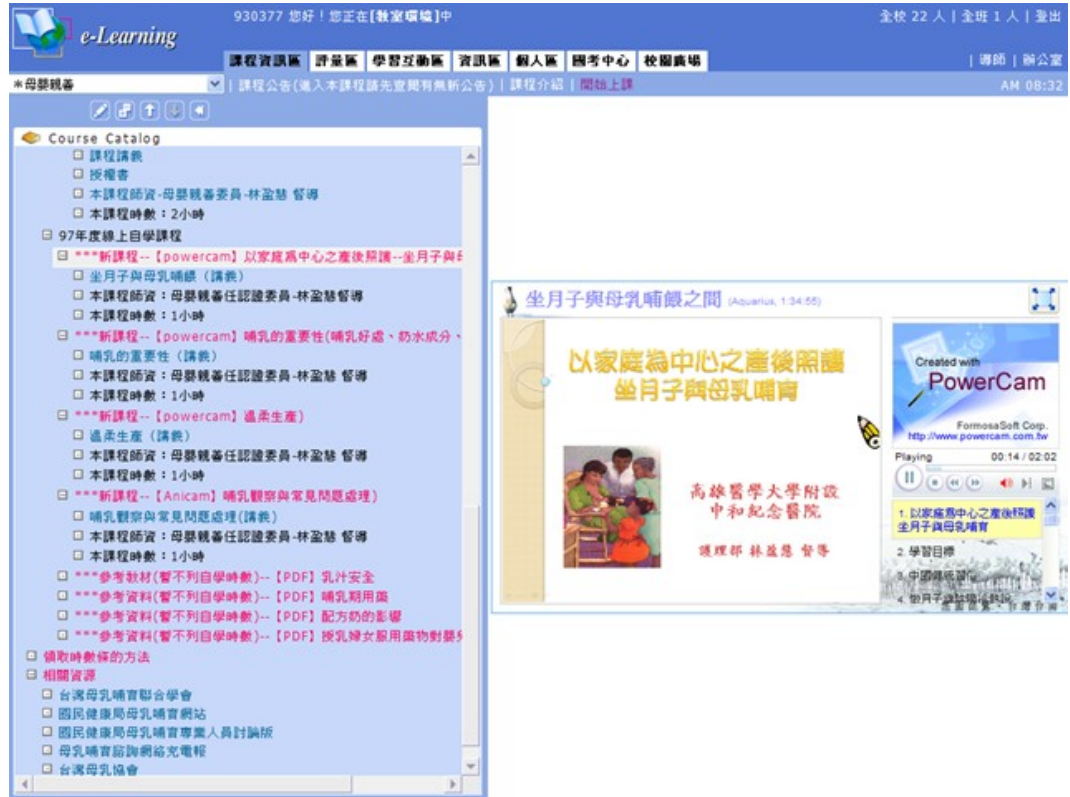 e-Learning
930377 您好！您正在[教室環境]中
全校 22 人 | 全班 1 人 | 登出
課程資訊區 評量區 學習互動區 資訊區 個人區 國考中心 校園廣場
| 導師 | 辦公室
*母嬰親善
| 課程公告(進入本課程請先查閱有無新公告) | 課程介紹 | 開始上課
AM 08:32
Course Catalog
課程講義
授權書
本課程師資-母嬰親善委員-林盈慧 督導
本課程時數：2小時
97年度線上自學課程
***新課程--【powercam】以家庭為中心之產後照護--坐月子與母
坐月子與母乳哺餵（講義）
本課程師資：母嬰親善任認證委員-林盈慧督導
本課程時數：1小時
***新課程--【powercam】哺乳的重要性(哺乳好處、奶水成分、
哺乳的重要性（講義）
本課程師資：母嬰親善任認證委員-林盈慧 督導
本課程時數：1小時
***新課程--【powercam】溫柔生產)
溫柔生產（講義）
本課程師資：母嬰親善任認證委員-林盈慧 督導
本課程時數：1小時
***新課程--【Anicam】哺乳觀察與常見問題處理)
哺乳觀察與常見問題處理(講義)
本課程師資：母嬰親善任認證委員-林盈慧 督導
本課程時數：1小時
***參考教材(暫不列自學時數)--【PDF】乳汁安全
***參考資料(暫不列自學時數)--【PDF】哺乳期用藥
***參考資料(暫不列自學時數)--【PDF】配方奶的影響
***參考資料(暫不列自學時數)--【PDF】授乳婦女服用藥物對嬰兒
領取時數條的方法
相關資源
台灣母乳哺育聯合學會
國民健康局母乳哺育網站
國民健康局母乳哺育專業人員討論版
母乳哺育諮詢網絡充電報
台灣母乳協會
坐月子與母乳哺餵之間 (Aquarius, 1:34:55)
以家庭為中心之產後照護
坐月子與母乳哺育
高雄醫學大學附設
中和紀念醫院
護理部 林盈慧 督導
Created with
PowerCam
FormosaSoft Corp.
http://www.powercam.com.tw
Playing 00:14 / 02:02
1. 以家庭為中心之產後照護
坐月子與母乳哺育
2. 學習目標
3. 中國傳統習俗